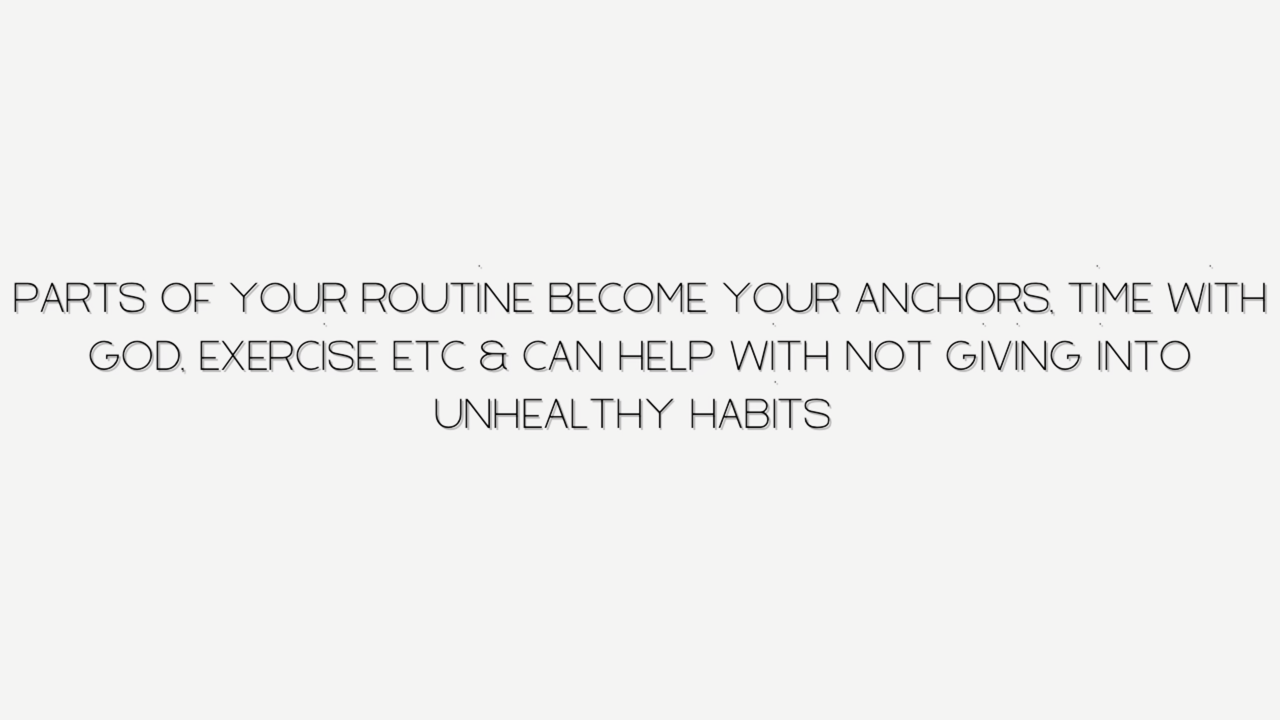 PARTS OF YOUR ROUTINE BECOME YOUR ANCHORS, TIME WITH
GOD, EXERCISE ETC & CAN HELP WITH NOT GIVING INTO
UNHEALTHY HABITS